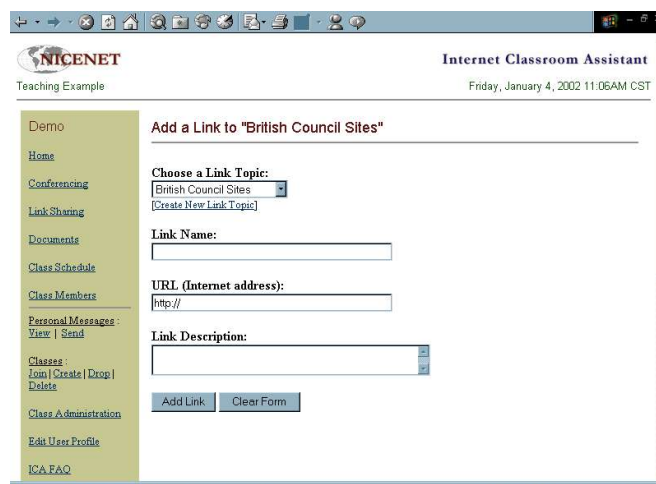 NICENET
Internet Classroom Assistant
Teaching Example
Friday, January 4, 2002 11:06AM CST
Demo
Home
Conferencing
Link Sharing
Documents
Class Schedule
Class Members
Personal Messages :
View | Send
Classes :
Join | Create | Drop |
Delete
Class Administration
Edit User Profile
ICA FAQ
Add a Link to "British Council Sites"
Choose a Link Topic:
British Council Sites
[Create New Link Topic]
Link Name:
URL (Internet address):
http://
Link Description:
Add Link
Clear Form